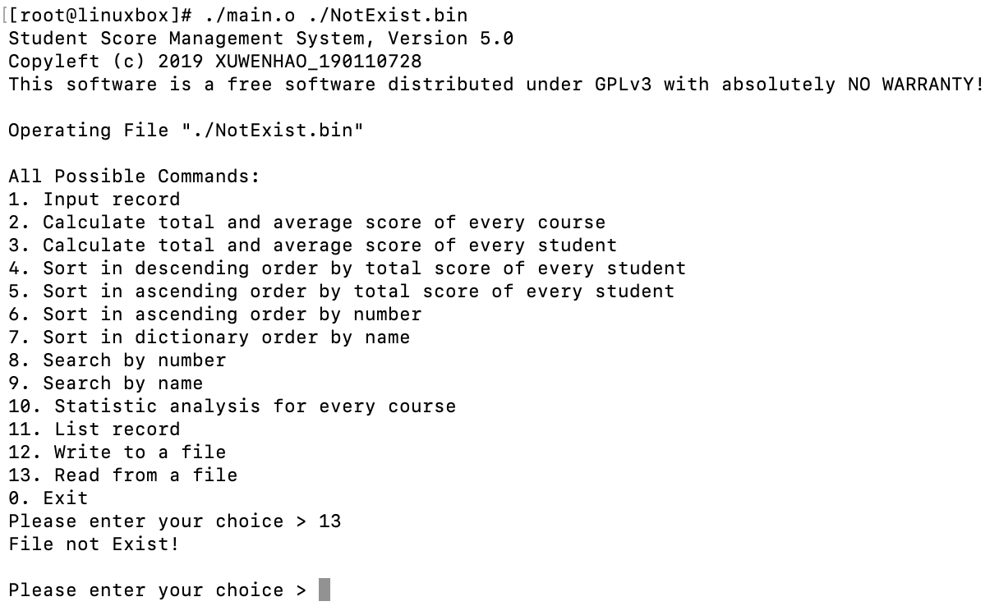 [[root@linuxbox]# ./main.o ./NotExist.bin
Student Score Management System, Version 5.0
Copyleft (c) 2019 XUWENHAO_190110728
This software is a free software distributed under GPLv3 with absolutely NO WARRANTY!
Operating File "./NotExist.bin"
All Possible Commands:
1. Input record
2. Calculate total and average score of every course
3. Calculate total and average score of every student
4. Sort in descending order by total score of every student
5. Sort in ascending order by total score of every student
6. Sort in ascending order by number
7. Sort in dictionary order by name
8. Search by number
9. Search by name
10. Statistic analysis for every course
11. List record
12. Write to a file
13. Read from a file
0. Exit
Please enter your choice > 13
File not Exist!
Please enter your choice >